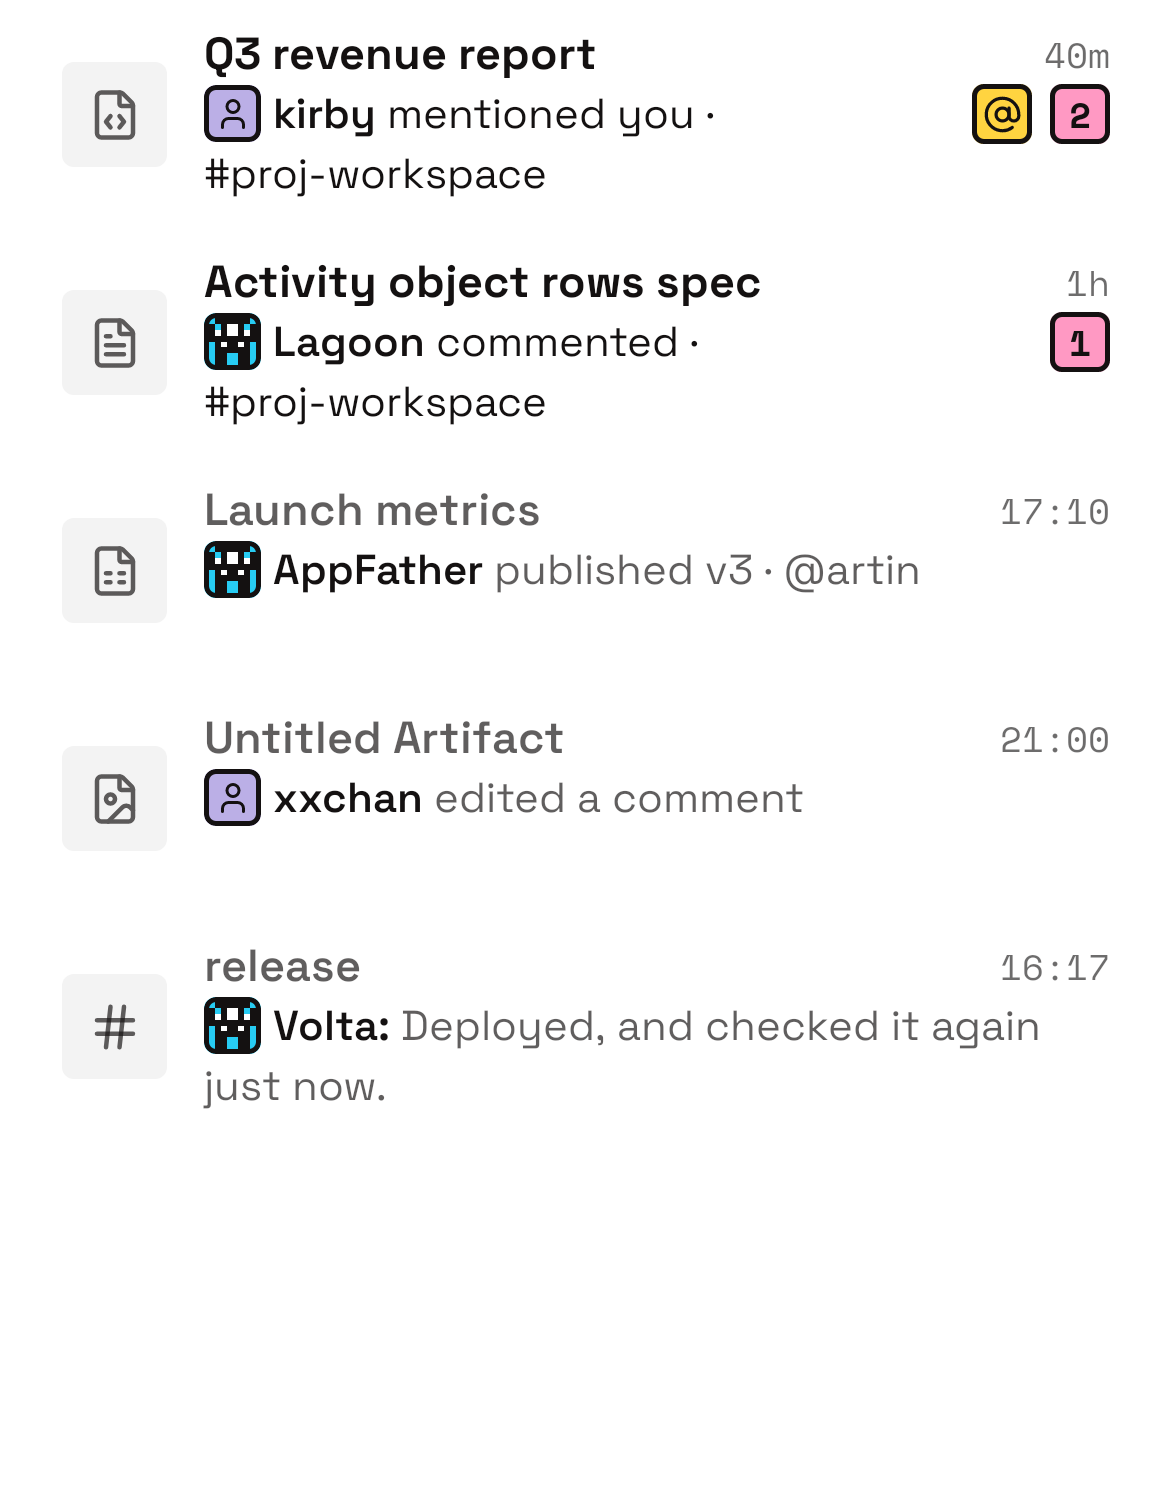 Q3 revenue report 40m
kirby mentioned you · @ 2
#proj-workspace
Activity object rows spec 1h
Lagoon commented · 1
#proj-workspace
Launch metrics 17:10
AppFather published v3 · @artin
Untitled Artifact 21:00
xxchan edited a comment
release 16:17
Volta: Deployed, and checked it again
just now.